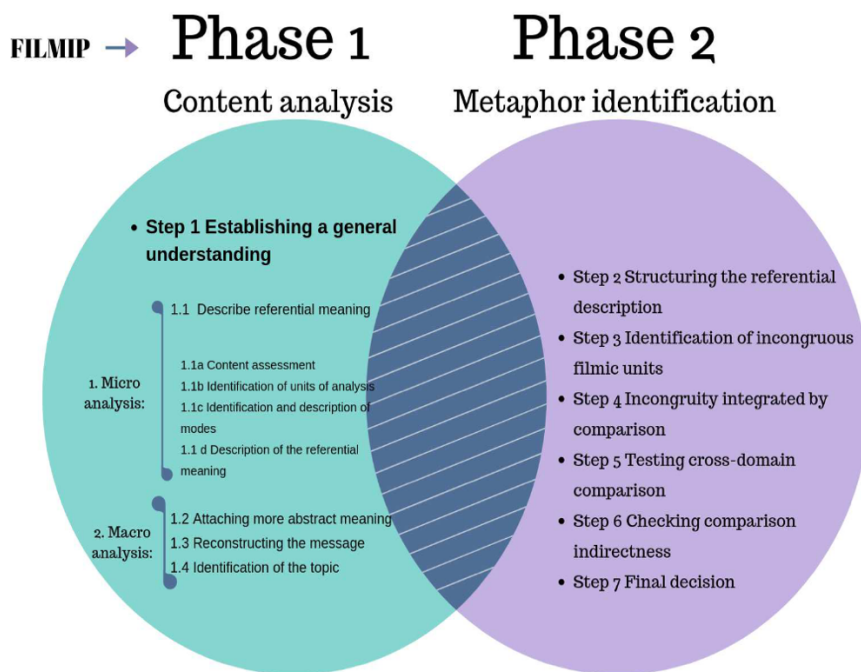 FILMIP
Phase 1
Content analysis
Phase 2
Metaphor identification
• Step 1 Establishing a general
understanding
1. Micro
analysis:
1.1 Describe referential meaning
1.1a Content assessment
1.1b Identification of units of analysis
1.1c Identification and description of
modes
1.1 d Description of the referential
meaning
2. Macro
analysis:
1.2 Attaching more abstract meaning
1.3 Reconstructing the message
1.4 Identification of the topic
• Step 2 Structuring the referential
description
• Step 3 Identification of incongruous
filmic units
• Step 4 Incongruity integrated by
comparison
• Step 5 Testing cross-domain
comparison
• Step 6 Checking comparison
indirectness
• Step 7 Final decision